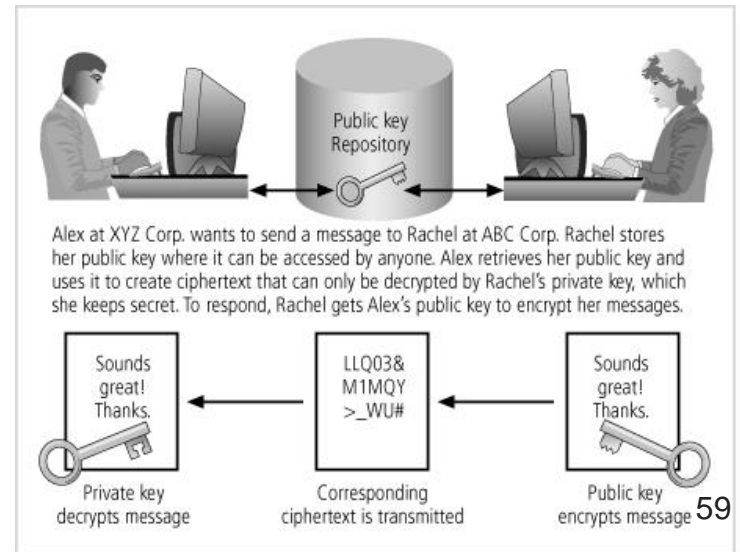 Public key
Repository
Alex at XYZ Corp. wants to send a message to Rachel at ABC Corp. Rachel stores
her public key where it can be accessed by anyone. Alex retrieves her public key and
uses it to create ciphertext that can only be decrypted by Rachel's private key, which
she keeps secret. To respond, Rachel gets Alex's public key to encrypt her messages.
Sounds
great!
Thanks.
LLQ03&
M1MQY
>_WU#
Sounds
great!
Thanks.
Private key
decrypts message
Corresponding
ciphertext is transmitted
Public key
encrypts message
59